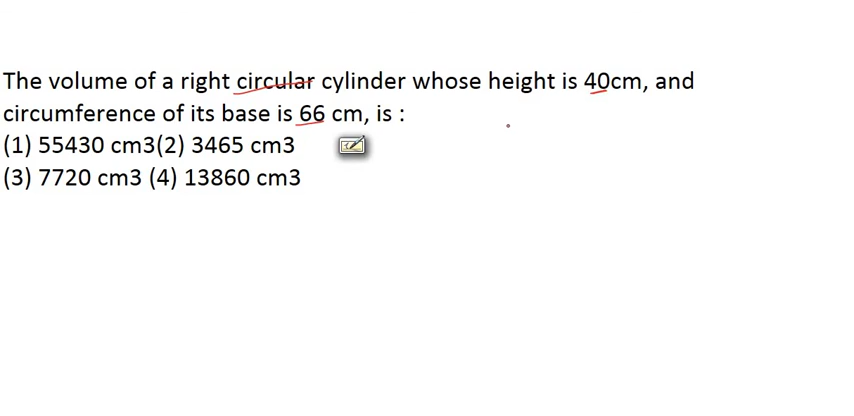 The volume of a right circular cylinder whose height is 40cm, and
circumference of its base is 66 cm, is :
(1) 55430 cm3(2) 3465 cm3
(3) 7720 cm3 (4) 13860 cm3